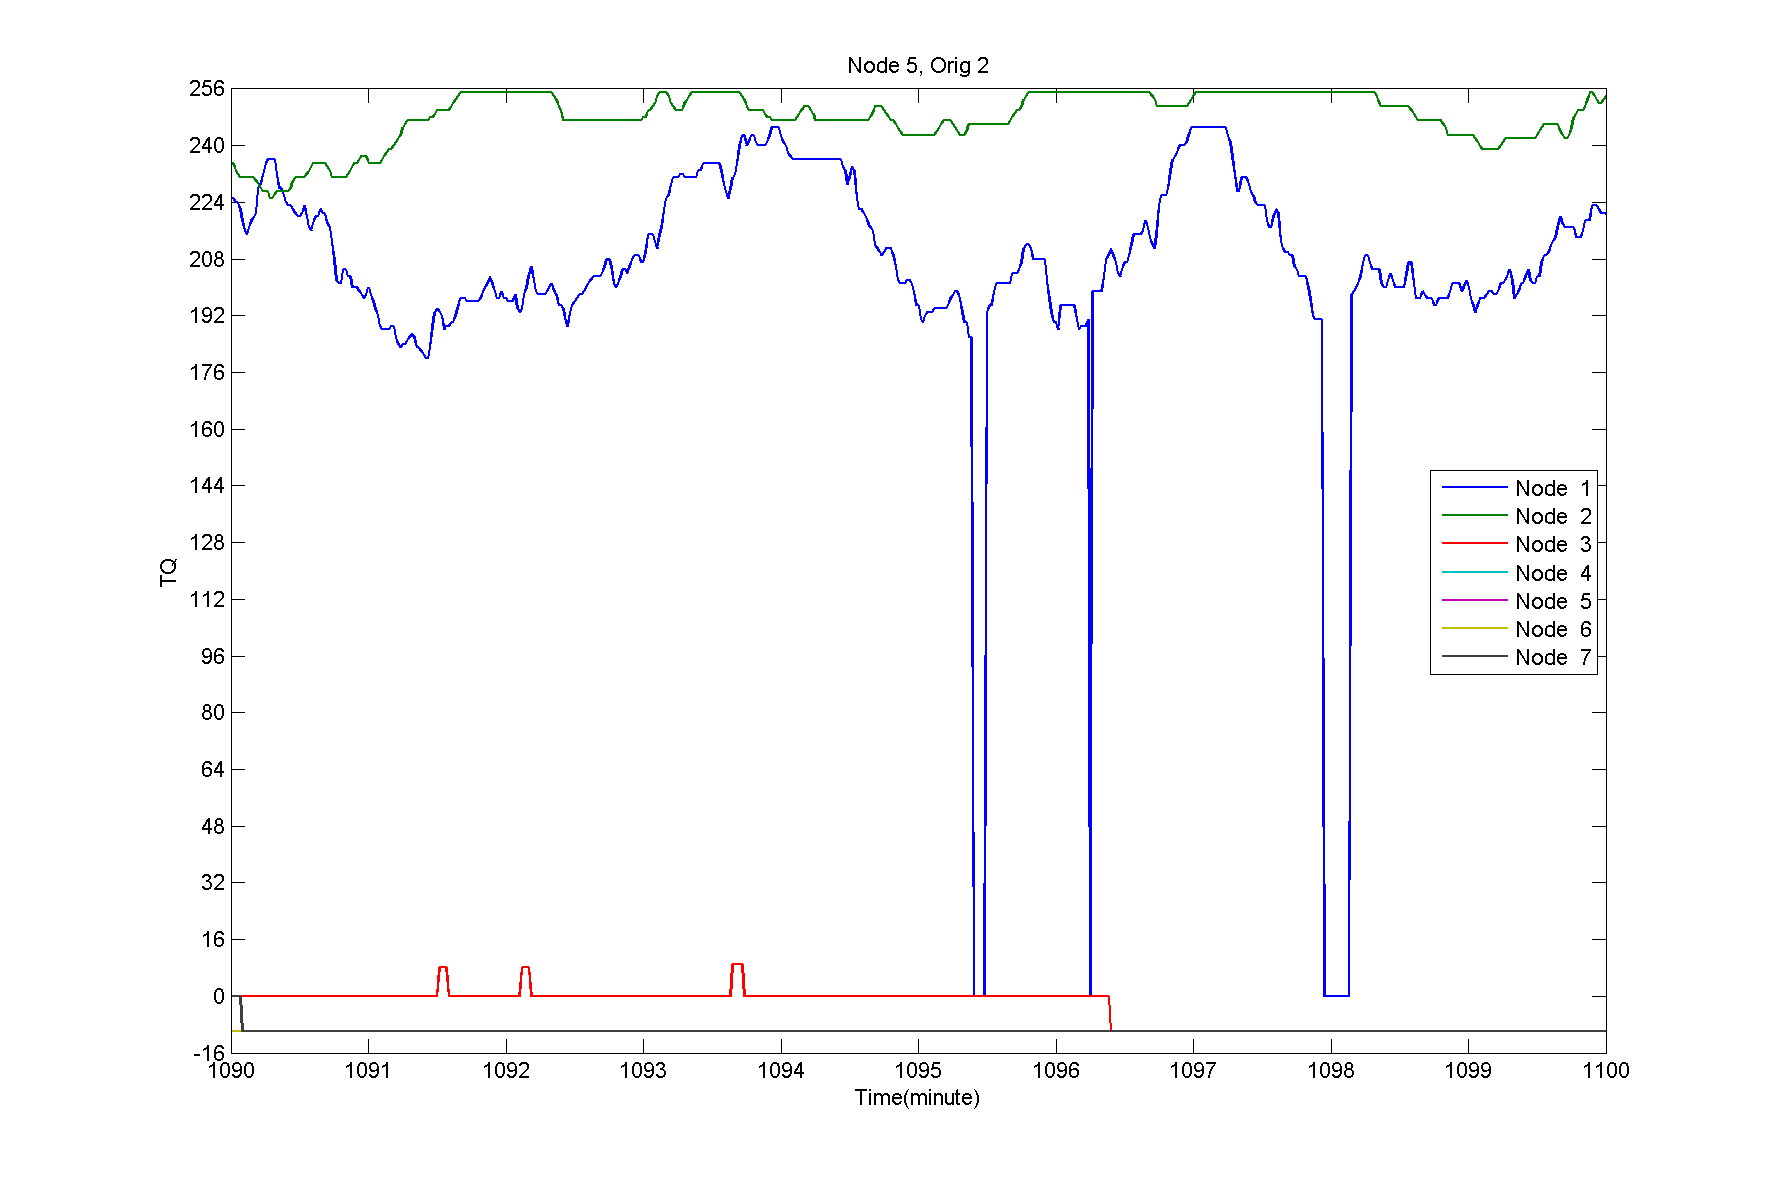 Node 5, Orig 2
256
240
224
208
192
176
160
144
128
112
96
80
64
48
32
16
0
-16
TQ
Node 1
Node 2
Node 3
Node 4
Node 5
Node 6
Node 7
1090 1091 1092 1093 1094 1095 1096 1097 1098 1099 1100
Time(minute)